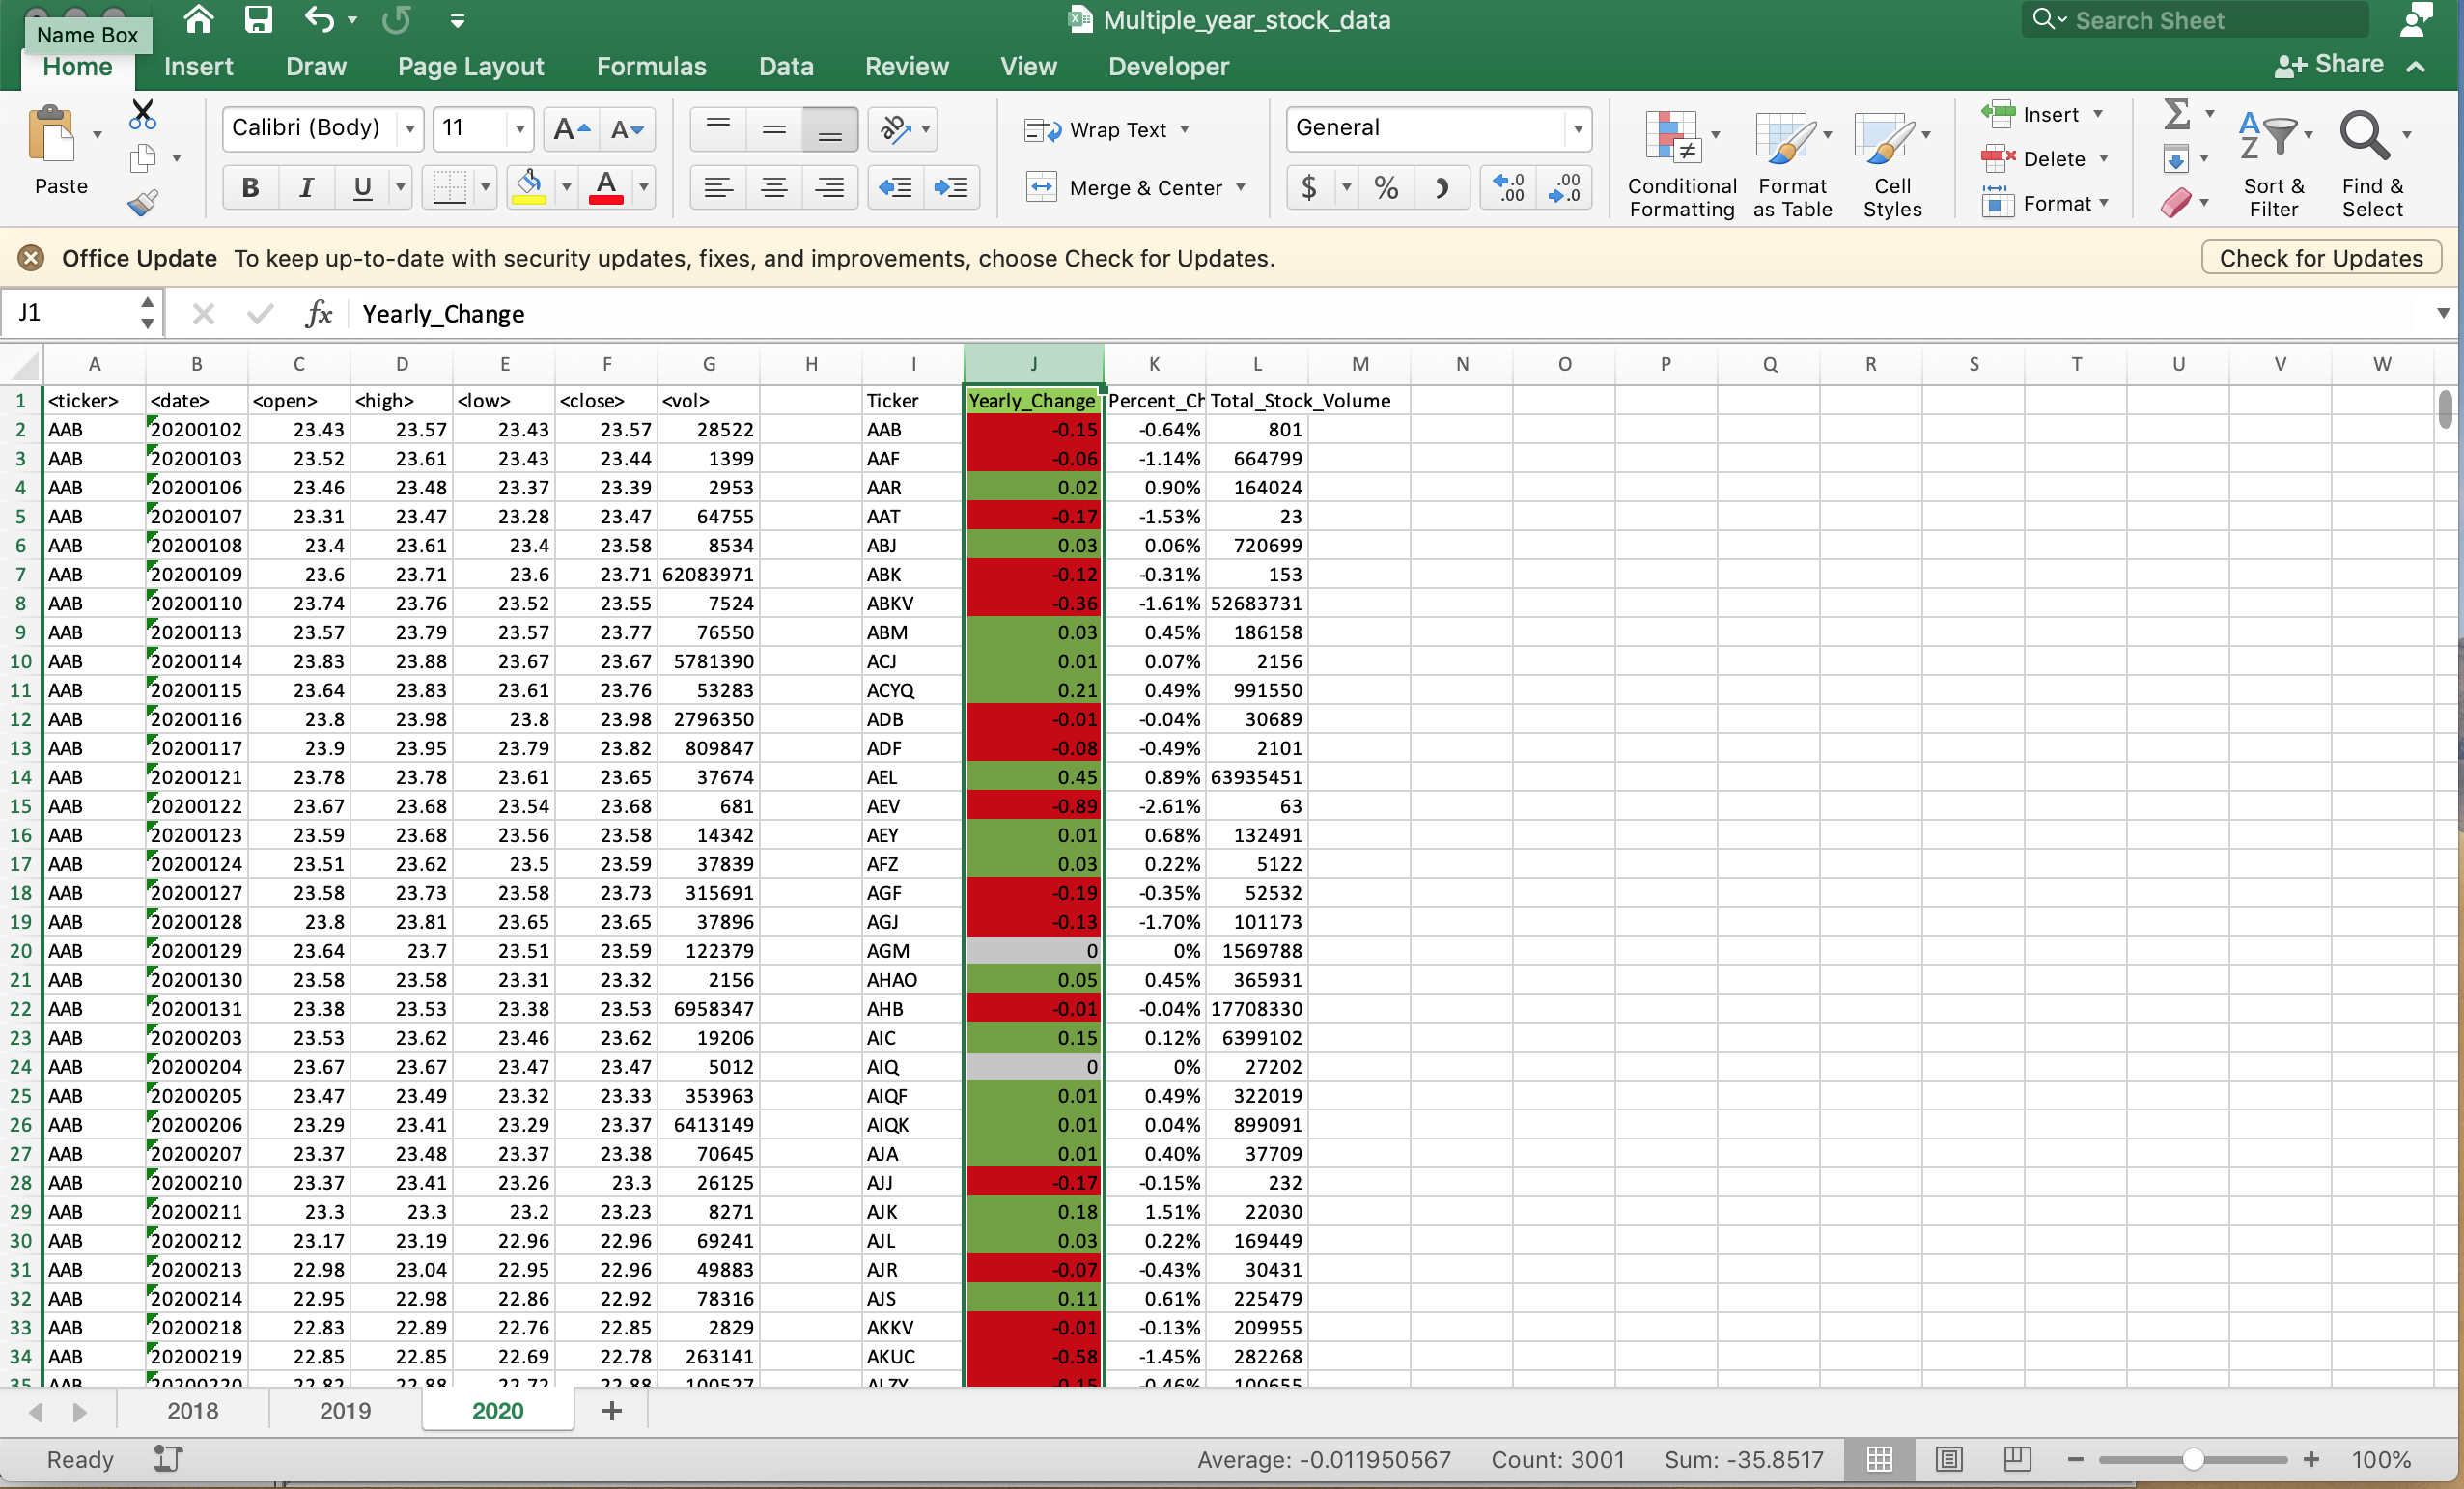 Name Box
Multiple_year_stock_data
Search Sheet
Home Insert Draw Page Layout Formulas Data Review View Developer Share
Calibri (Body) 11 Wrap Text General Insert
Paste Merge & Center Conditional Formatting Format as Table Cell Styles Delete Format Sort & Filter Find & Select
Office Update To keep up-to-date with security updates, fixes, and improvements, choose Check for Updates. Check for Updates
J1 fx Yearly_Change
A B C D E F G H I J K L M N O P Q R S T U V W
1 <ticker> <date> <open> <high> <low> <close> <vol> Ticker Yearly_Change Percent_Ch Total_Stock_Volume
2 AAB 20200102 23.43 23.57 23.43 23.57 28522 AAB -0.15 -0.64% 801
3 AAB 20200103 23.52 23.61 23.43 23.44 1399 AAF -0.06 -1.14% 664799
4 AAB 20200106 23.46 23.48 23.37 23.39 2953 AAR 0.02 0.90% 164024
5 AAB 20200107 23.31 23.47 23.28 23.47 64755 AAT -0.17 -1.53% 23
6 AAB 20200108 23.4 23.61 23.4 23.58 8534 ABJ 0.03 0.06% 720699
7 AAB 20200109 23.6 23.71 23.6 23.71 62083971 ABK -0.12 -0.31% 153
8 AAB 20200110 23.74 23.76 23.52 23.55 7524 ABKV -0.36 -1.61% 52683731
9 AAB 20200113 23.57 23.79 23.57 23.77 76550 ABM 0.03 0.45% 186158
10 AAB 20200114 23.83 23.88 23.67 23.67 5781390 ACJ 0.01 0.07% 2156
11 AAB 20200115 23.64 23.83 23.61 23.76 53283 ACYQ 0.21 0.49% 991550
12 AAB 20200116 23.8 23.98 23.8 23.98 2796350 ADB -0.01 -0.04% 30689
13 AAB 20200117 23.9 23.95 23.79 23.82 809847 ADF -0.08 -0.49% 2101
14 AAB 20200121 23.78 23.78 23.61 23.65 37674 AEL 0.45 0.89% 63935451
15 AAB 20200122 23.67 23.68 23.54 23.68 681 AEV -0.89 -2.61% 63
16 AAB 20200123 23.59 23.68 23.56 23.58 14342 AEY 0.01 0.68% 132491
17 AAB 20200124 23.51 23.62 23.5 23.59 37839 AFZ 0.03 0.22% 5122
18 AAB 20200127 23.58 23.73 23.58 23.73 315691 AGF -0.19 -0.35% 52532
19 AAB 20200128 23.8 23.81 23.65 23.65 37896 AGJ -0.13 -1.70% 101173
20 AAB 20200129 23.64 23.7 23.51 23.59 122379 AGM 0 0% 1569788
21 AAB 20200130 23.58 23.58 23.31 23.32 2156 AHAO 0.05 0.45% 365931
22 AAB 20200131 23.38 23.53 23.38 23.53 6958347 AHB -0.01 -0.04% 17708330
23 AAB 20200203 23.53 23.62 23.46 23.62 19206 AIC 0.15 0.12% 6399102
24 AAB 20200204 23.67 23.67 23.47 23.47 5012 AIQ 0 0% 27202
25 AAB 20200205 23.47 23.49 23.32 23.33 353963 AIQF 0.01 0.49% 322019
26 AAB 20200206 23.29 23.41 23.29 23.37 6413149 AIQK 0.01 0.04% 899091
27 AAB 20200207 23.37 23.48 23.37 23.38 70645 AJA 0.01 0.40% 37709
28 AAB 20200210 23.37 23.41 23.26 23.3 26125 AJJ -0.17 -0.15% 232
29 AAB 20200211 23.3 23.3 23.2 23.23 8271 AJK 0.18 1.51% 22030
30 AAB 20200212 23.17 23.19 22.96 22.96 69241 AJL 0.03 0.22% 169449
31 AAB 20200213 22.98 23.04 22.95 22.96 49883 AJR -0.07 -0.43% 30431
32 AAB 20200214 22.95 22.98 22.86 22.92 78316 AJS 0.11 0.61% 225479
33 AAB 20200218 22.83 22.89 22.76 22.85 2829 AKKV -0.01 -0.13% 209955
34 AAB 20200219 22.85 22.85 22.69 22.78 263141 AKUC -0.58 -1.45% 282268
35 AAB 20200220 22.82 22.88 22.72 22.88 100527 ALZY -0.15 -0.46% 100655
2018 2019 2020
Ready Average: -0.011950567 Count: 3001 Sum: -35.8517 100%